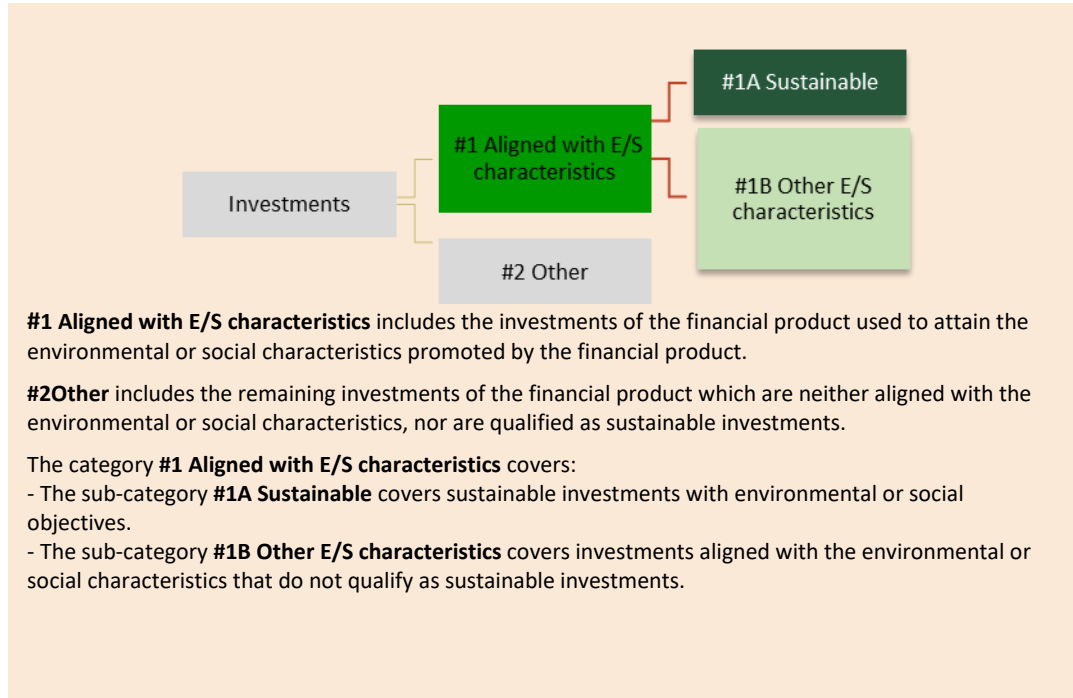 #1A Sustainable
#1 Aligned with E/S
characteristics
#1B Other E/S
characteristics
Investments
#2 Other
#1 Aligned with E/S characteristics includes the investments of the financial product used to attain the
environmental or social characteristics promoted by the financial product.
#2Other includes the remaining investments of the financial product which are neither aligned with the
environmental or social characteristics, nor are qualified as sustainable investments.
The category #1 Aligned with E/S characteristics covers:
- The sub-category #1A Sustainable covers sustainable investments with environmental or social
objectives.
- The sub-category #1B Other E/S characteristics covers investments aligned with the environmental or
social characteristics that do not qualify as sustainable investments.